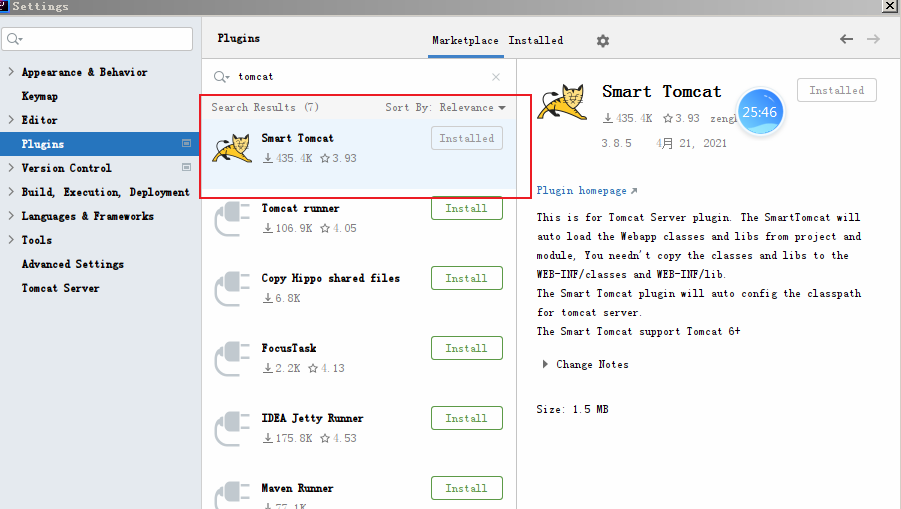 Settings
Appearance & Behavior
Keymap
Editor
Plugins
Version Control
Build, Execution, Deployment
Languages & Frameworks
Tools
Advanced Settings
Tomcat Server
Plugins
Marketplace Installed
tomcat
Search Results (7) Sort By: Relevance
Smart Tomcat Installed
435.4K 3.93
Tomcat runner Install
106.9K 4.05
Copy Hippo shared files Install
6.8K
FocusTask Install
2.2K 4.13
IDEA Jetty Runner Install
175.8K 4.53
Maven Runner Install
77.1K
Smart Tomcat Installed
435.4K 3.93
25:46
3.8.5 4月 21, 2021
Plugin homepage
This is for Tomcat Server plugin. The SmartTomcat will
auto load the Webapp classes and libs from project and
module, You needn't copy the classes and libs to the
WEB-INF/classes and WEB-INF/lib.
The Smart Tomcat plugin will auto config the classpath
for tomcat server.
The Smart Tomcat support Tomcat 6+
Change Notes
Size: 1.5 MB